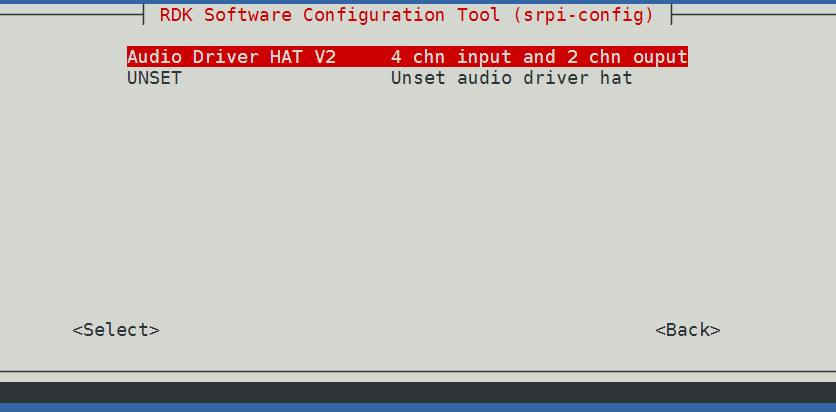 RDK Software Configuration Tool (srpi-config)
Audio Driver HAT V2 4 chn input and 2 chn ouput
UNSET Unset audio driver hat
<Select> <Back>